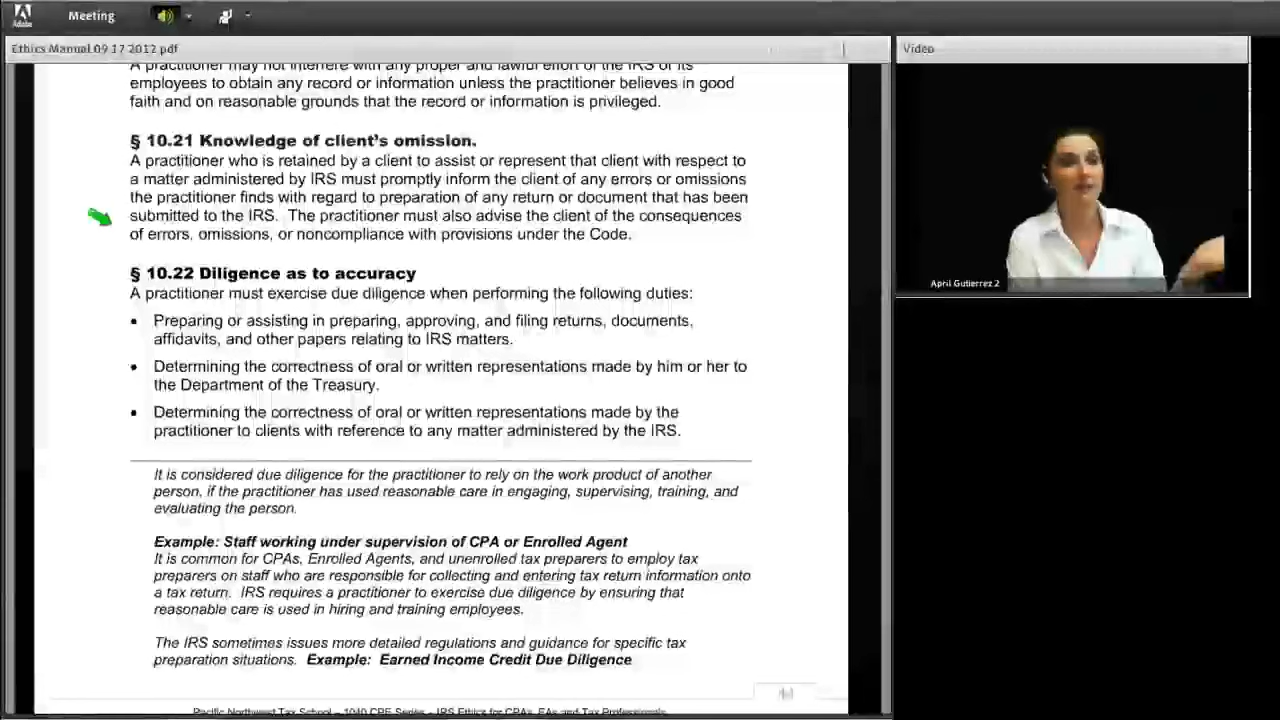 Adobe
Meeting
Ethics Manual 09 17 2012 pdf
Video
A practitioner may not interfere with any proper and lawful effort of the IRS or its
employees to obtain any record or information unless the practitioner believes in good
faith and on reasonable grounds that the record or information is privileged.
§ 10.21 Knowledge of client's omission.
A practitioner who is retained by a client to assist or represent that client with respect to
a matter administered by IRS must promptly inform the client of any errors or omissions
the practitioner finds with regard to preparation of any return or document that has been
submitted to the IRS. The practitioner must also advise the client of the consequences
of errors, omissions, or noncompliance with provisions under the Code.
§ 10.22 Diligence as to accuracy
A practitioner must exercise due diligence when performing the following duties:
• Preparing or assisting in preparing, approving, and filing returns, documents,
affidavits, and other papers relating to IRS matters.
• Determining the correctness of oral or written representations made by him or her to
the Department of the Treasury.
• Determining the correctness of oral or written representations made by the
practitioner to clients with reference to any matter administered by the IRS.
It is considered due diligence for the practitioner to rely on the work product of another
person, if the practitioner has used reasonable care in engaging, supervising, training, and
evaluating the person.
Example: Staff working under supervision of CPA or Enrolled Agent
It is common for CPAs, Enrolled Agents, and unenrolled tax preparers to employ tax
preparers on staff who are responsible for collecting and entering tax return information onto
a tax return. IRS requires a practitioner to exercise due diligence by ensuring that
reasonable care is used in hiring and training employees.
The IRS sometimes issues more detailed regulations and guidance for specific tax
preparation situations. Example: Earned Income Credit Due Diligence
Pacific Northwest Tax School – 1040 CPE Series – IRS Ethics for CPAs, EAs and Tax Professionals
April Gutierrez 2